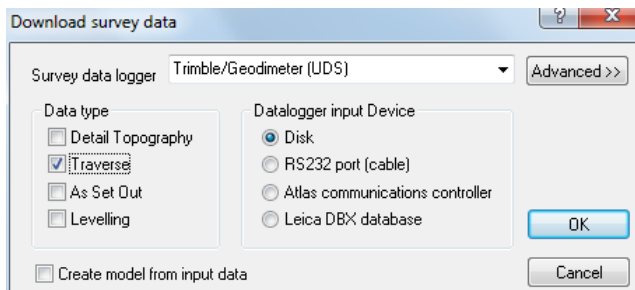 Download survey data
?
X
Survey data logger Trimble/Geodimeter (UDS) Advanced >>
Data type
Datalogger input Device
Detail Topography
Disk
Traverse
RS232 port (cable)
As Set Out
Atlas communications controller
Levelling
Leica DBX database
OK
Create model from input data
Cancel